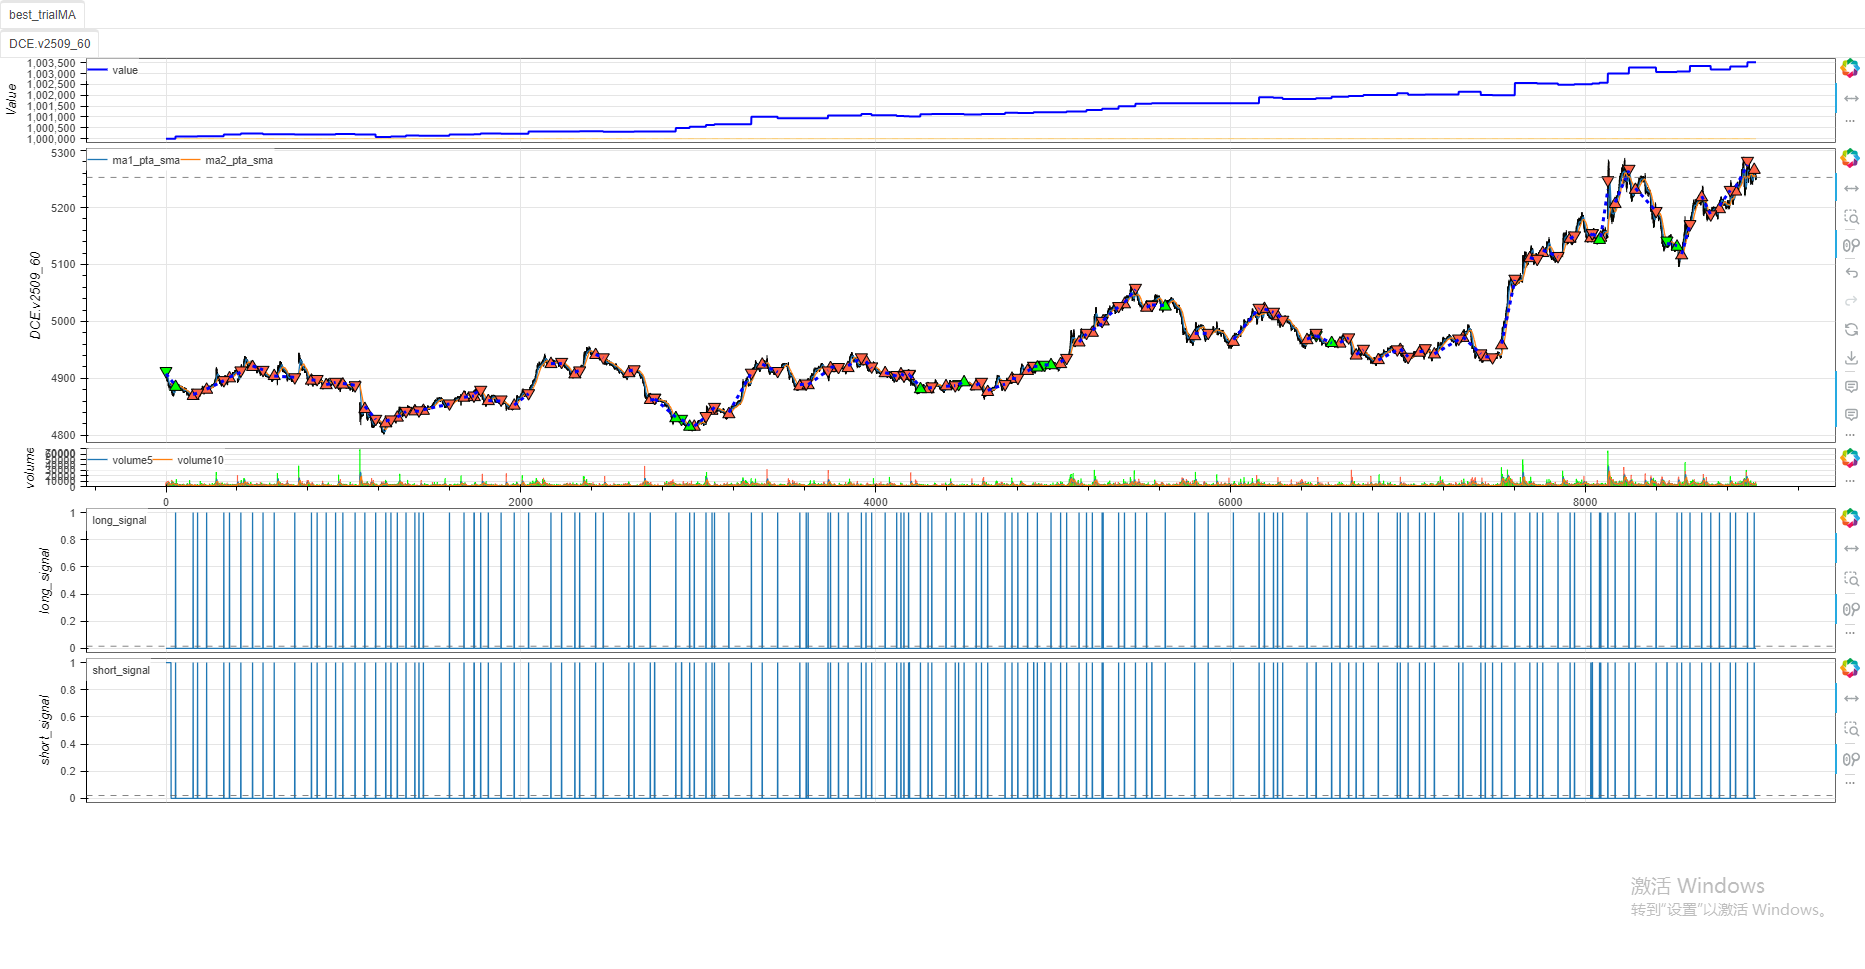 best_trialMA
DCE.v2509_60
Value
1,003,500
1,003,000
1,002,500
1,002,000
1,001,500
1,001,000
1,000,500
1,000,000
value
DCE.v2509_60
5300
5200
5100
5000
4900
4800
ma1_pta_sma ma2_pta_sma
volume
10000
0
volume5 volume10
0 2000 4000 6000 8000
long_signal
1
0.8
0.6
0.4
0.2
0
long_signal
short_signal
1
0.8
0.6
0.4
0.2
0
short_signal
激活 Windows
转到“设置”以激活 Windows。